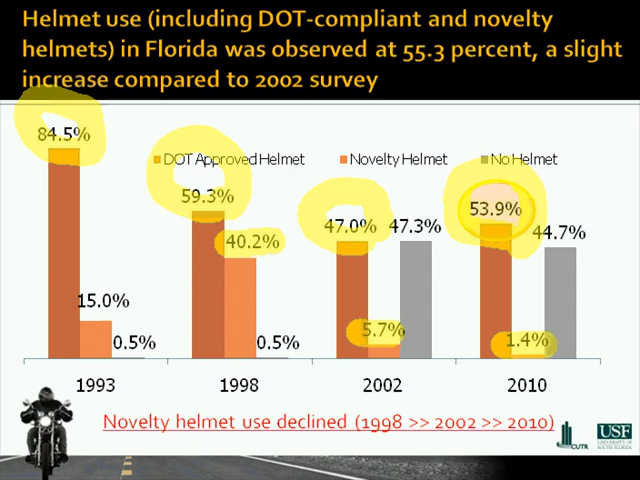 Helmet use (including DOT-compliant and novelty
helmets) in Florida was observed at 55.3 percent, a slight
increase compared to 2002 survey
84.5%
DOT Approved Helmet Novelty Helmet No Helmet
59.3%
53.9%
47.0% 47.3%
44.7%
40.2%
15.0%
5.7%
0.5% 0.5% 1.4%
1993 1998 2002 2010
Novelty helmet use declined (1998 >> 2002 >> 2010)
CUTR
USF
UNIVERSITY OF
SOUTH FLORIDA